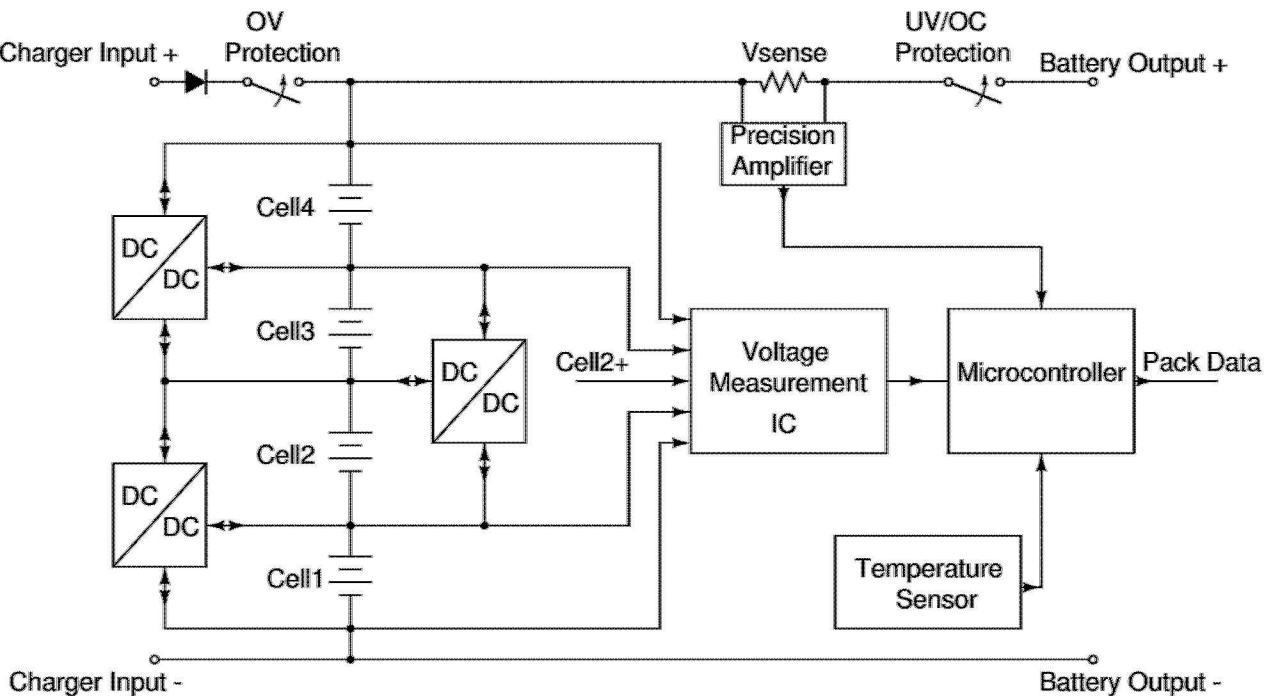 OV
Protection
Charger Input +
Vsense
UV/OC
Protection
Battery Output +
Precision
Amplifier
Cell4
DC
DC
Cell3
DC
DC
Cell2+
Voltage
Measurement
IC
Microcontroller
Pack Data
Cell2
DC
DC
Cell1
Temperature
Sensor
Charger Input -
Battery Output -